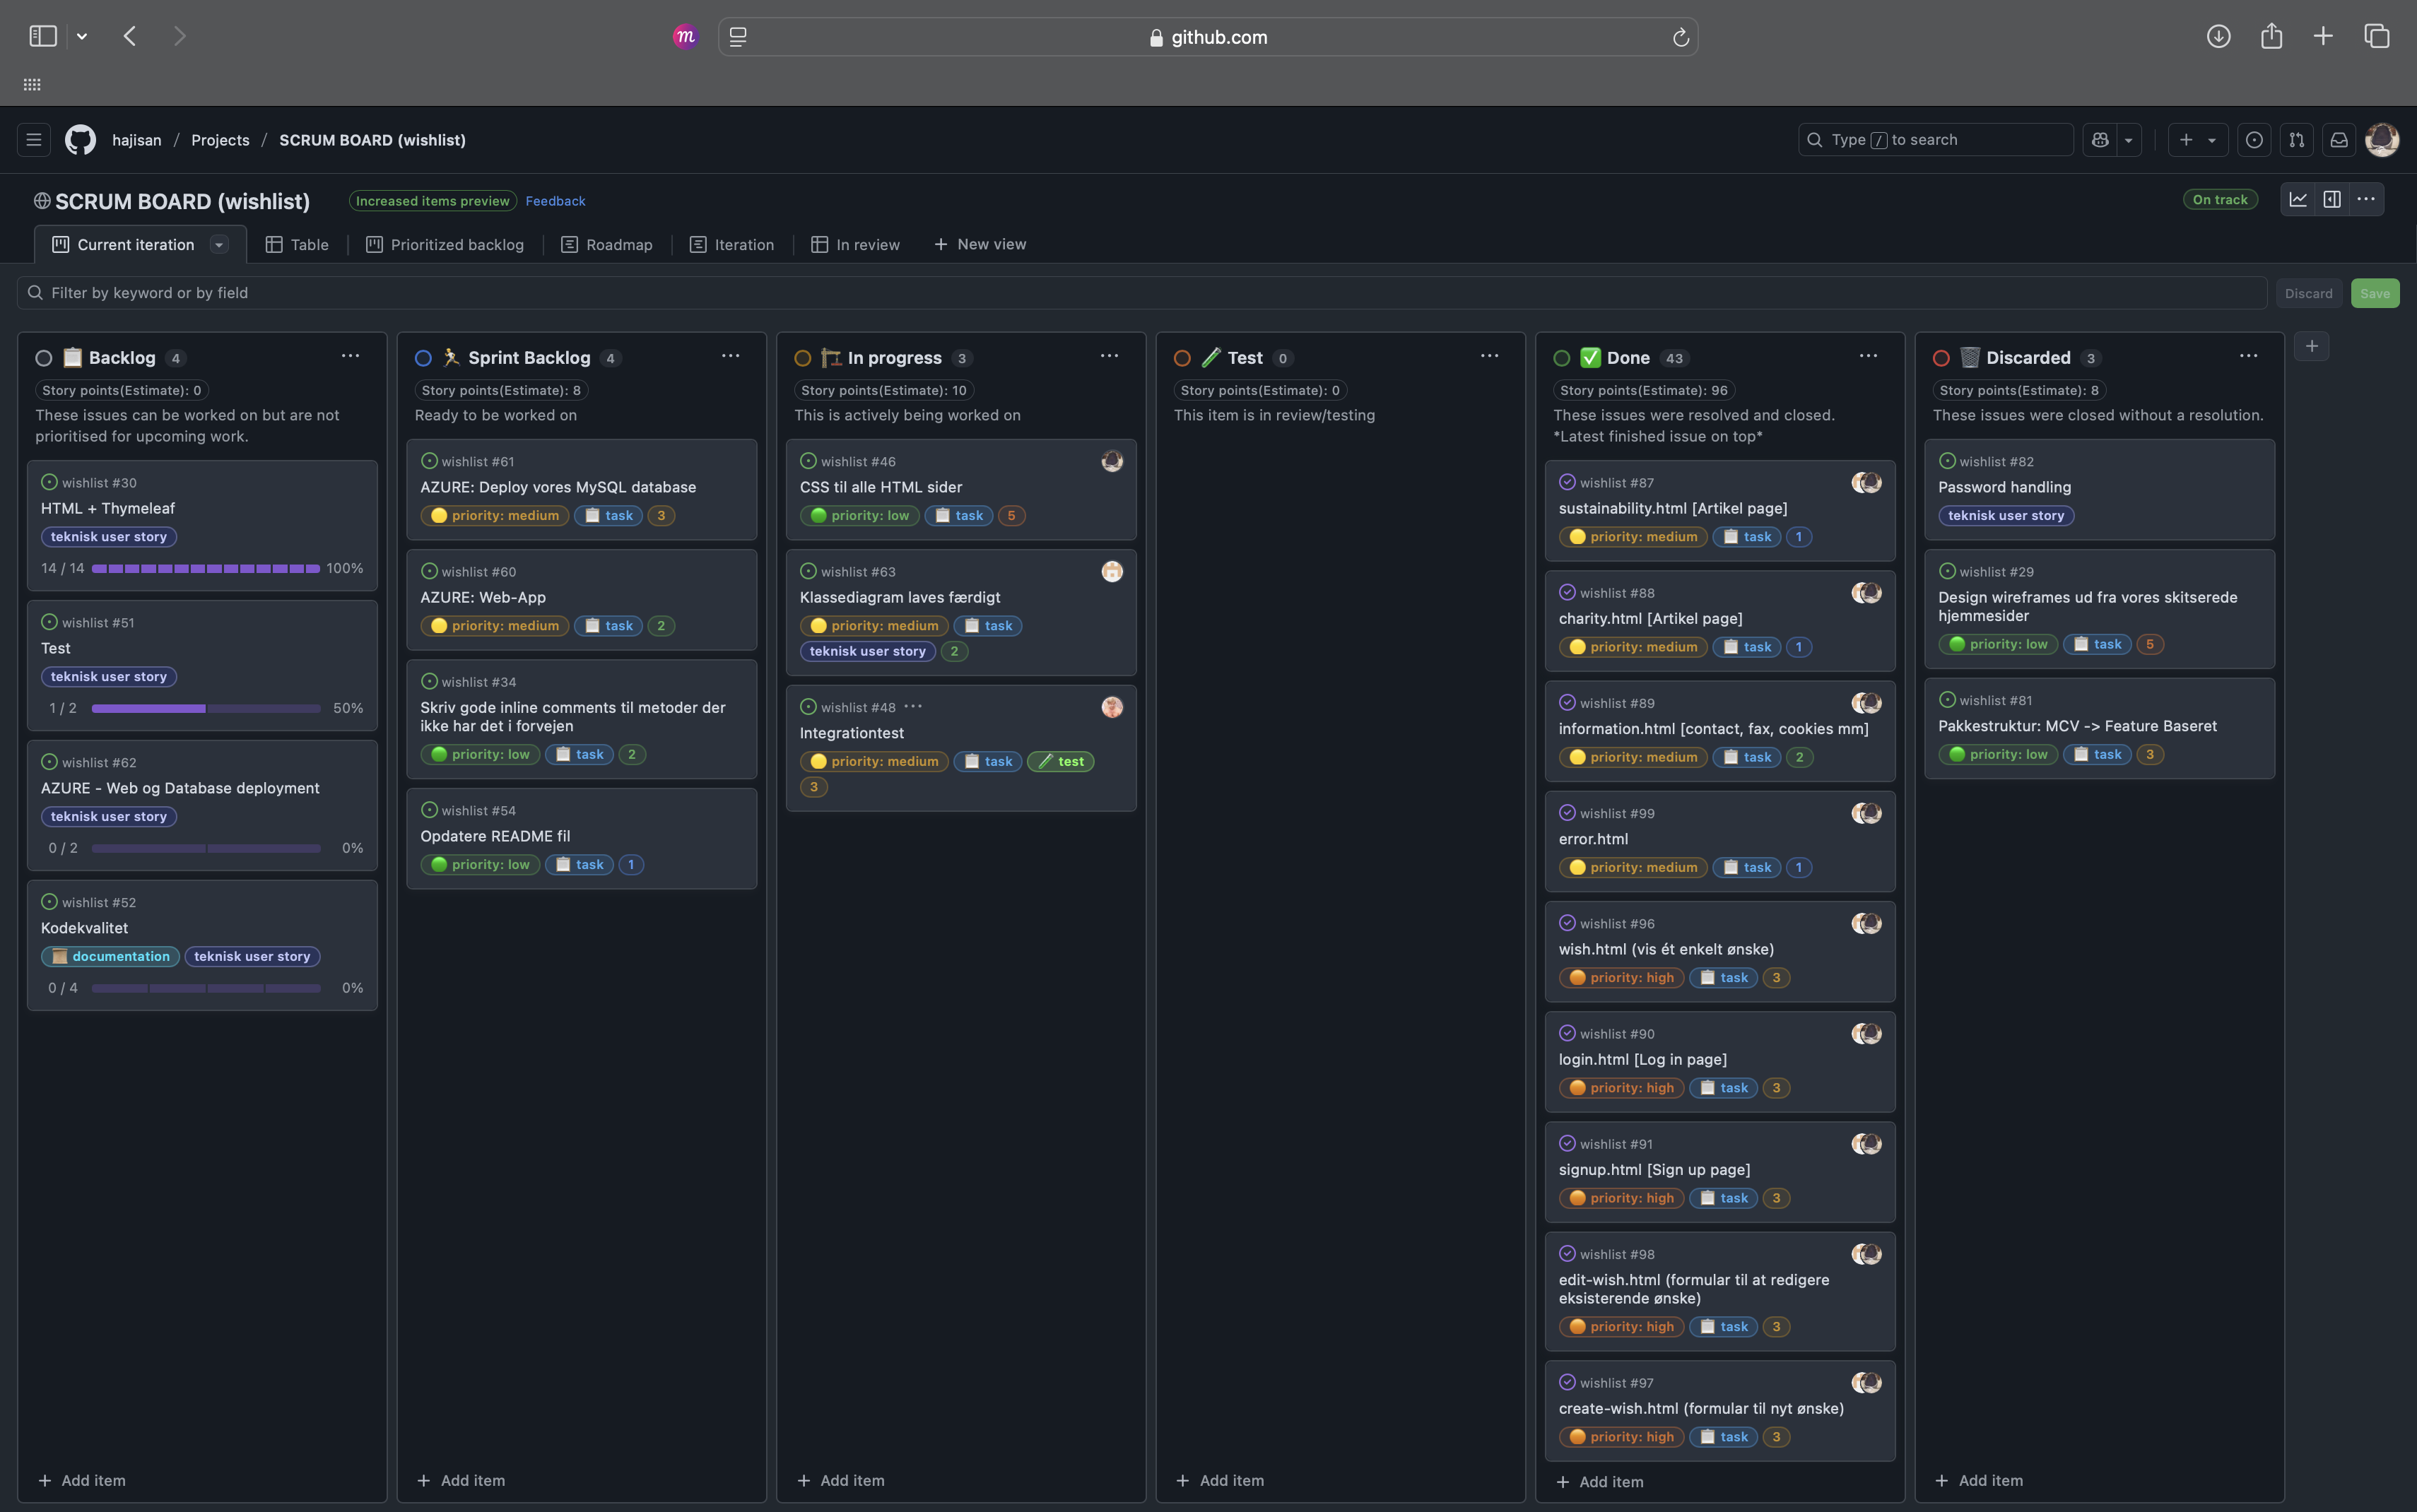 m
github.com
hajisan / Projects / SCRUM BOARD (wishlist)
Type / to search
SCRUM BOARD (wishlist)
Increased items preview
Feedback
On track
Current iteration
Table
Prioritized backlog
Roadmap
Iteration
In review
New view
Filter by keyword or by field
Discard
Save
Backlog 4
Story points(Estimate): 0
These issues can be worked on but are not
prioritised for upcoming work.
wishlist #30
HTML + Thymeleaf
teknisk user story
14 / 14 100%
wishlist #51
Test
teknisk user story
1 / 2 50%
wishlist #62
AZURE - Web og Database deployment
teknisk user story
0 / 2 0%
wishlist #52
Kodekvalitet
documentation teknisk user story
0 / 4 0%
Add item
Sprint Backlog 4
Story points(Estimate): 8
Ready to be worked on
wishlist #61
AZURE: Deploy vores MySQL database
priority: medium task 3
wishlist #60
AZURE: Web-App
priority: medium task 2
wishlist #34
Skriv gode inline comments til metoder der
ikke har det i forvejen
priority: low task 2
wishlist #54
Opdatere README fil
priority: low task 1
Add item
In progress 3
Story points(Estimate): 10
This is actively being worked on
wishlist #46
CSS til alle HTML sider
priority: low task 5
wishlist #63
Klassediagram laves færdigt
priority: medium task
teknisk user story 2
wishlist #48
Integrationtest
priority: medium task test
3
Add item
Test 0
Story points(Estimate): 0
This item is in review/testing
Add item
Done 43
Story points(Estimate): 96
These issues were resolved and closed.
*Latest finished issue on top*
wishlist #87
sustainability.html [Artikel page]
priority: medium task 1
wishlist #88
charity.html [Artikel page]
priority: medium task 1
wishlist #89
information.html [contact, fax, cookies mm]
priority: medium task 2
wishlist #99
error.html
priority: medium task 1
wishlist #96
wish.html (vis ét enkelt ønske)
priority: high task 3
wishlist #90
login.html [Log in page]
priority: high task 3
wishlist #91
signup.html [Sign up page]
priority: high task 3
wishlist #98
edit-wish.html (formular til at redigere
eksisterende ønske)
priority: high task 3
wishlist #97
create-wish.html (formular til nyt ønske)
priority: high task 3
Add item
Discarded 3
Story points(Estimate): 8
These issues were closed without a resolution.
wishlist #82
Password handling
teknisk user story
wishlist #29
Design wireframes ud fra vores skitserede
hjemmesider
priority: low task 5
wishlist #81
Pakkestruktur: MCV -> Feature Baseret
priority: low task 3
Add item